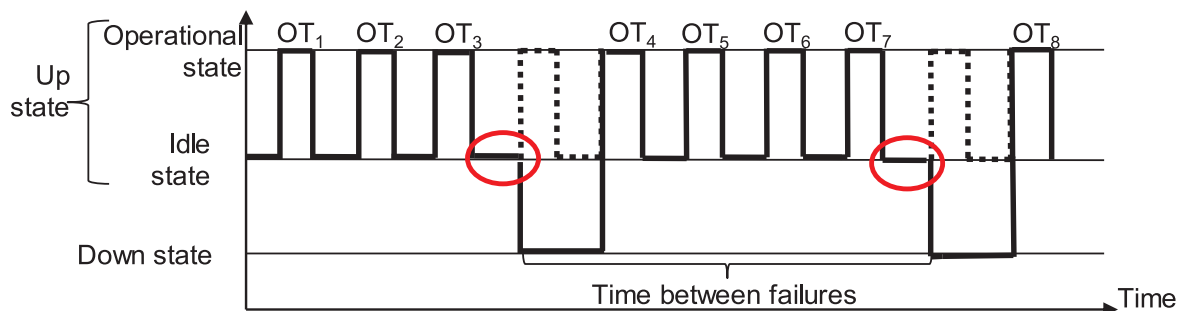 Operational
state
Up
state
Idle
state
Down state
OT1
OT2
OT3
OT4
OT5
OT6
OT7
OT8
Time between failures
Time